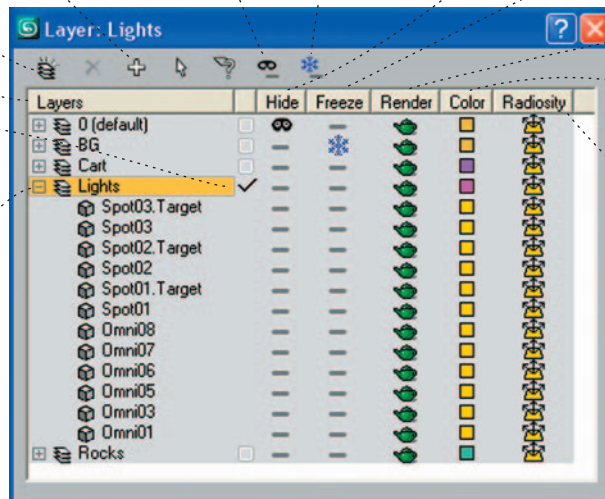 Layer: Lights
Layers Hide Freeze Render Color Radiosity
0 (default)
BG
Cart
Lights
Spot03.Target
Spot03
Spot02.Target
Spot02
Spot01.Target
Spot01
Omni08
Omni07
Omni06
Omni05
Omni03
Omni01
Rocks